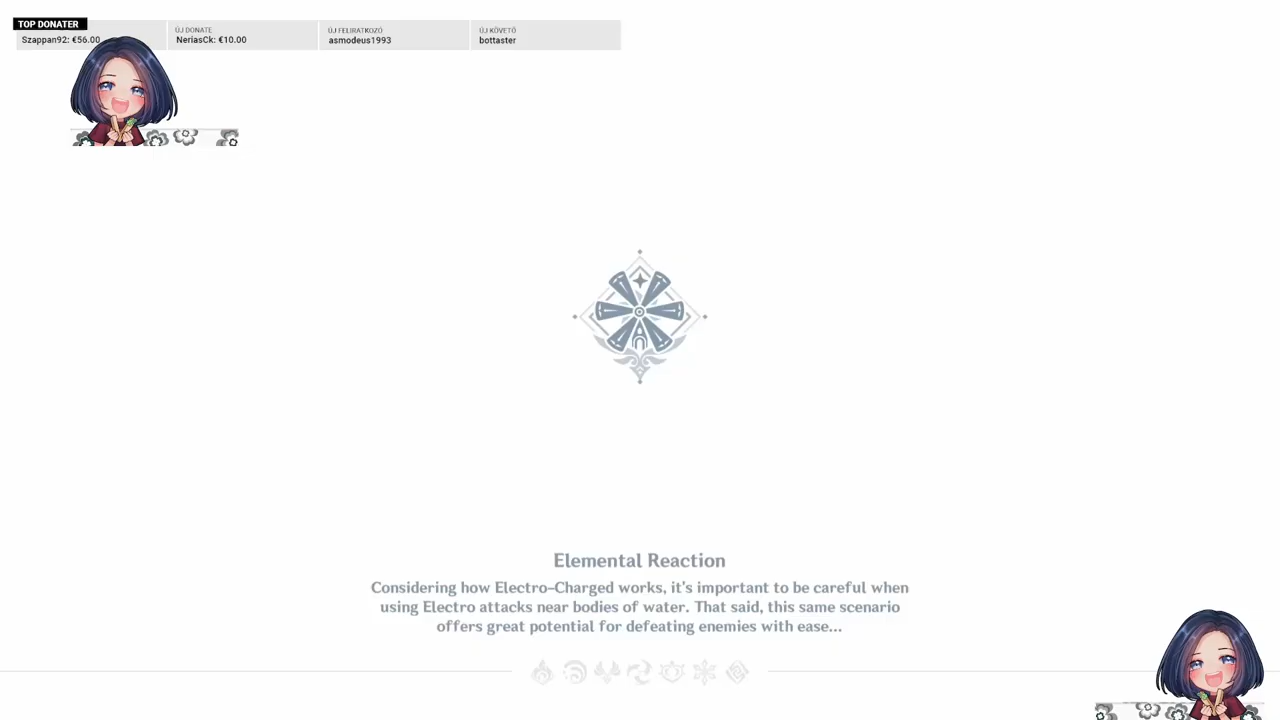 TOP DONATER
Szappan92: €56.00
ÚJ DONATE
NeriasCk: €10.00
ÚJ FELIRATKOZÓ
asmodeus1993
ÚJ KÖVETŐ
bottaster
Elemental Reaction
Considering how Electro-Charged works, it's important to be careful when
using Electro attacks near bodies of water. That said, this same scenario
offers great potential for defeating enemies with ease...